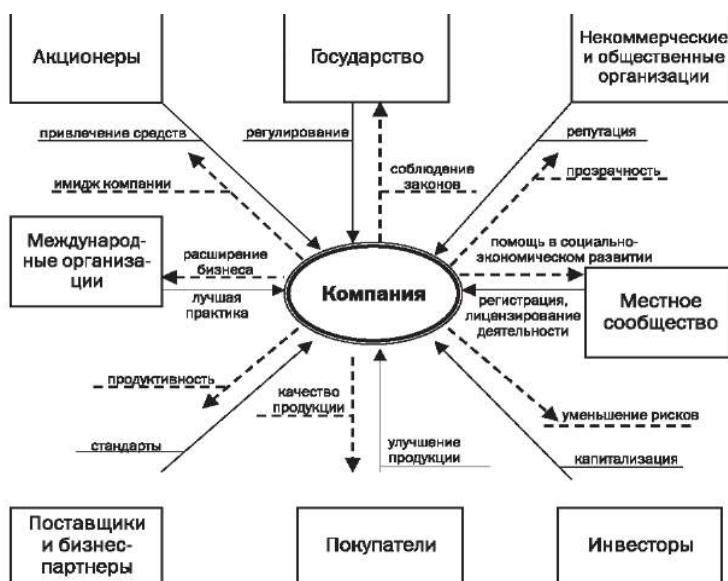 Акционеры
Государство
Некоммерческие
и общественные
организации
привлечение средств
регулирование
репутация
соблюдение
законов
прозрачность
имидж компании
Международ-
ные организа-
ции
расширение
бизнеса
лучшая
практика
Компания
помощь в социально-
экономическом развитии
регистрация,
лицензирование
деятельности
Местное
сообщество
продуктивность
качество
продукции
уменьшение рисков
стандарты
улучшение
продукции
капитализация
Поставщики
и бизнес-
партнеры
Покупатели
Инвесторы